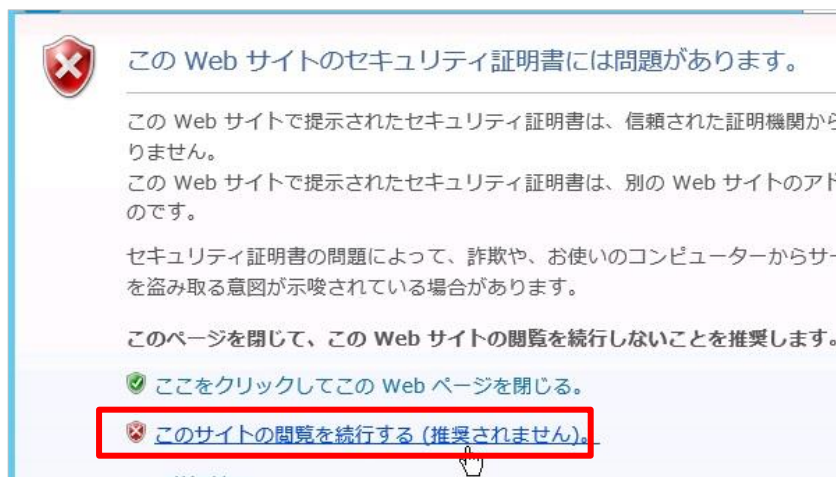 この Web サイトのセキュリティ証明書には問題があります。
この Web サイトで提示されたセキュリティ証明書は、信頼された証明機関から
りません。
この Web サイトで提示されたセキュリティ証明書は、別の Web サイトのアド
のです。
セキュリティ証明書の問題によって、詐欺や、お使いのコンピューターからサー
を盗み取る意図が示唆されている場合があります。
このページを閉じて、この Web サイトの閲覧を続行しないことを推奨します。
ここをクリックしてこの Web ページを閉じる。
このサイトの閲覧を続行する (推奨されません)。